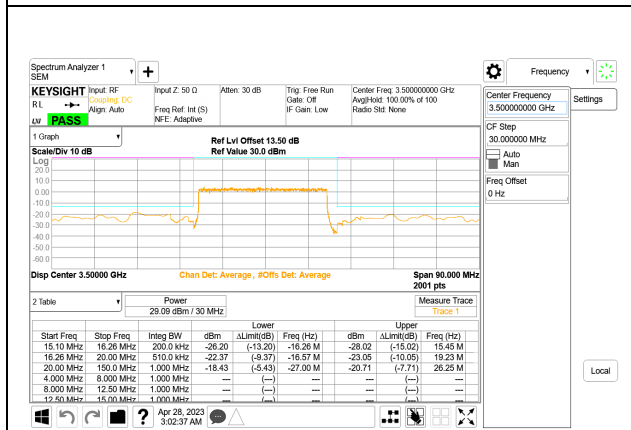 Spectrum Analyzer 1
SEM
+
Frequency
KEYSIGHT
R L
PASS
Input: RF
Coupling: DC
Align: Auto
Input Z: 50 Ω
Freq Ref: Int (S)
NFE: Adaptive
Atten: 30 dB
Trig: Free Run
Gate: Off
IF Gain: Low
Center Freq: 3.500000000 GHz
Avg|Hold: 100.00% of 100
Radio Std: None
Center Frequency
3.500000000 GHz
Settings
CF Step
30.000000 MHz
Auto
Man
Freq Offset
0 Hz
1 Graph
Scale/Div 10 dB
Ref Lvl Offset 13.50 dB
Ref Value 30.0 dBm
Log
20.0
10.0
0.00
-10.0
-20.0
-30.0
-40.0
-50.0
-60.0
Disp Center 3.50000 GHz
Chan Det: Average, #Offs Det: Average
Span 90.000 MHz
2001 pts
2 Table
Power
29.09 dBm / 30 MHz
Measure Trace
Trace 1
Lower Upper
Start Freq Stop Freq Integ BW dBm ΔLimit(dB) Freq (Hz) dBm ΔLimit(dB) Freq (Hz)
15.10 MHz 16.26 MHz 200.0 kHz -26.20 (-13.20) -16.26 M -28.02 (-15.02) 15.45 M
16.26 MHz 20.00 MHz 510.0 kHz -22.37 (-9.37) -16.57 M -23.05 (-10.05) 19.23 M
20.00 MHz 150.0 MHz 1.000 MHz -18.43 (-5.43) -27.00 M -20.71 (-7.71) 26.25 M
4.000 MHz 8.000 MHz 1.000 MHz --- (---) --- (---)
8.000 MHz 12.50 MHz 1.000 MHz --- (---) --- (---)
12.50 MHz 15.00 MHz 1.000 MHz --- (---) --- (---)
Local
?
Apr 28, 2023
3:02:37 AM